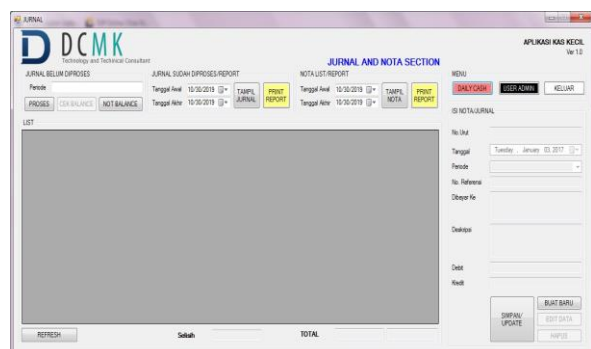 JURNAL
DCMK
Technology and Technical Consultant
JURNAL AND NOTA SECTION
APLIKASI KAS KECIL
Ver 1.0
JURNAL BELUM DIPROSES
Periode
PROSES
CEK BALANCE
NOT BALANCE
JURNAL SUDAH DIPROSES/REPORT
Tanggal Awal 10/30/2019
Tanggal Akhir 10/30/2019
TAMPIL JURNAL
PRINT REPORT
NOTA LIST/REPORT
Tanggal Awal 10/30/2019
Tanggal Akhir 10/30/2019
TAMPIL NOTA
PRINT REPORT
MENU
DAILY CASH
USER ADMIN
KELUAR
LIST
ISI NOTA/JURNAL
No Urut
Tanggal Tuesday , January 03, 2017
Periode
No. Referensi
Dibayar Ke
Deskripsi
Debit
Kredit
SIMPAN/
UPDATE
BUAT BARU
EDIT DATA
HAPUS
REFRESH
Selisih
TOTAL